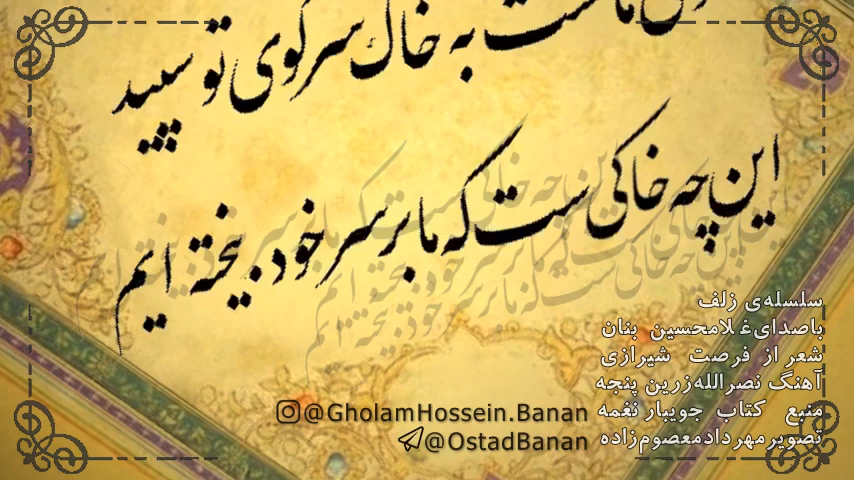 ماست به خاک سر کوی تو سپید
این چه خاکی ست که ما بر سر خود بیخته ایم
سلسله‌ی زلف
باصدای غلامحسین بنان
شعر از فرصت شیرازی
آهنگ نصرالله زرین پنجه
منبع کتاب جویبار نغمه
تصویر مهرداد معصوم‌زاده
@GholamHossein.Banan
@OstadBanan